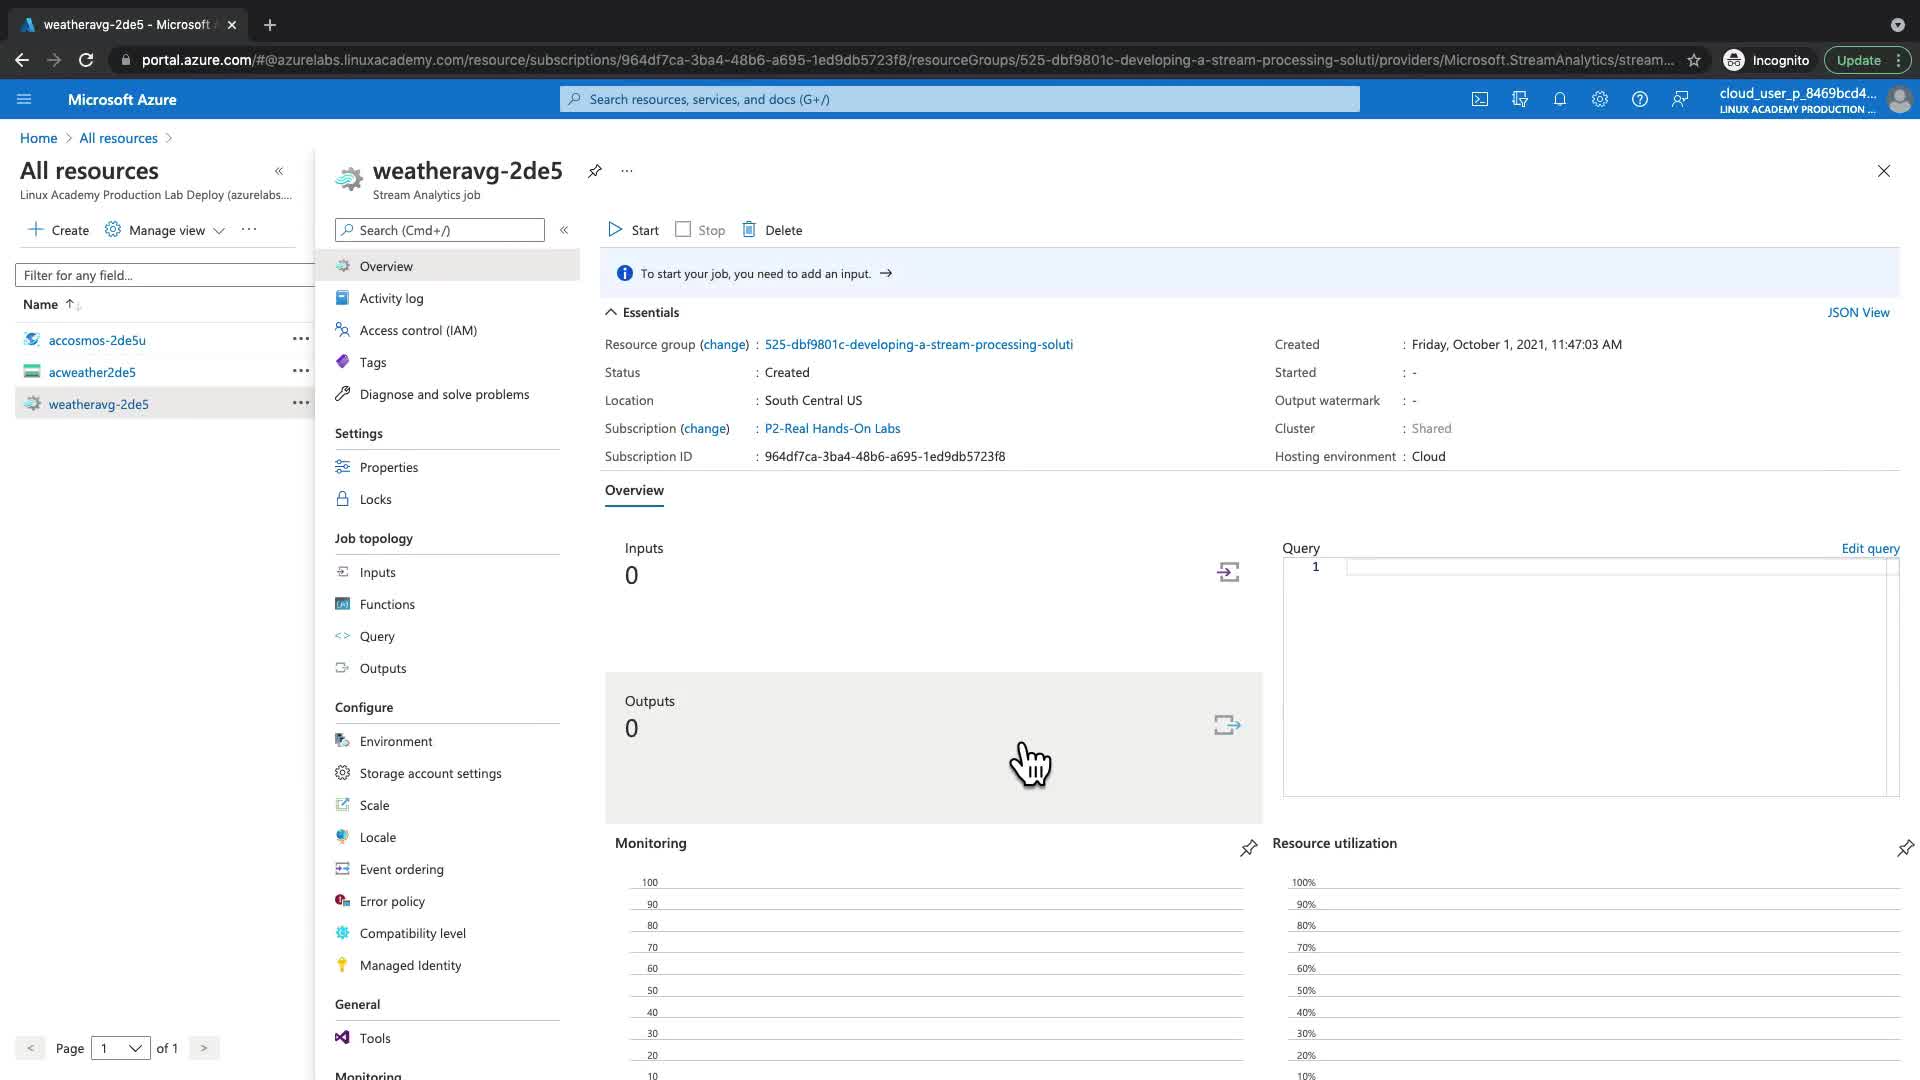 weatheravg-2de5 - Microsoft
portal.azure.com/#@azurelabs.linuxacademy.com/resource/subscriptions/964df7ca-3ba4-48b6-a695-1ed9db5723f8/resourceGroups/525-dbf9801c-developing-a-stream-processing-soluti/providers/Microsoft.StreamAnalytics/stream...
Incognito
Update
Microsoft Azure
Search resources, services, and docs (G+/)
cloud_user_p_8469bcd4...
LINUX ACADEMY PRODUCTION ...
Home > All resources >
All resources
«
Linux Academy Production Lab Deploy (azurelabs....
+ Create
Manage view
...
Filter for any field...
Name ↑↓
accosmos-2de5u ...
acweather2de5 ...
weatheravg-2de5 ...
< Page 1 of 1 >
weatheravg-2de5
...
Stream Analytics job
Search (Cmd+/)
«
Overview
Activity log
Access control (IAM)
Tags
Diagnose and solve problems
Settings
Properties
Locks
Job topology
Inputs
Functions
Query
Outputs
Configure
Environment
Storage account settings
Scale
Locale
Event ordering
Error policy
Compatibility level
Managed Identity
General
Tools
Monitoring
Start
Stop
Delete
To start your job, you need to add an input. →
Essentials
JSON View
Resource group (change) : 525-dbf9801c-developing-a-stream-processing-soluti
Status : Created
Location : South Central US
Subscription (change) : P2-Real Hands-On Labs
Subscription ID : 964df7ca-3ba4-48b6-a695-1ed9db5723f8
Created : Friday, October 1, 2021, 11:47:03 AM
Started : -
Output watermark : -
Cluster : Shared
Hosting environment : Cloud
Overview
Inputs
0
Outputs
0
Query
Edit query
1
Monitoring
100
90
80
70
60
50
40
30
20
10
Resource utilization
100%
90%
80%
70%
60%
50%
40%
30%
20%
10%